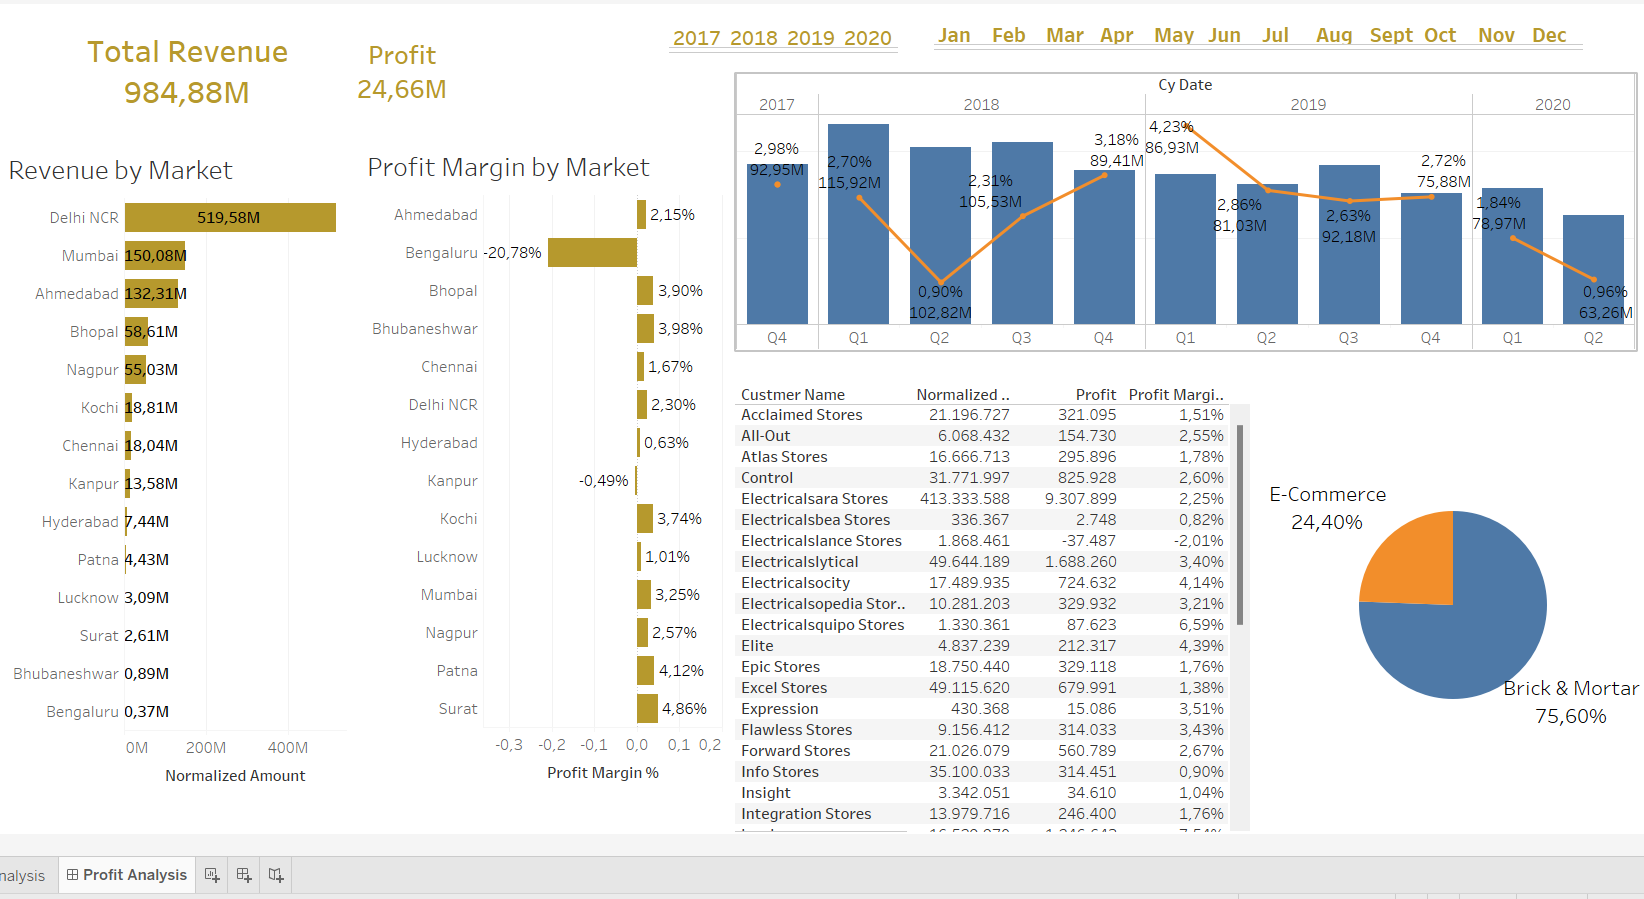 Total Revenue
984,88M
Profit
24,66M
2017 2018 2019 2020
Jan Feb Mar Apr May Jun Jul Aug Sept Oct Nov Dec
Revenue by Market
Delhi NCR 519,58M
Mumbai 150,08M
Ahmedabad 132,31M
Bhopal 58,61M
Nagpur 55,03M
Kochi 18,81M
Chennai 18,04M
Kanpur 13,58M
Hyderabad 7,44M
Patna 4,43M
Lucknow 3,09M
Surat 2,61M
Bhubaneshwar 0,89M
Bengaluru 0,37M
0M 200M 400M
Normalized Amount
Profit Margin by Market
Ahmedabad 2,15%
Bengaluru -20,78%
Bhopal 3,90%
Bhubaneshwar 3,98%
Chennai 1,67%
Delhi NCR 2,30%
Hyderabad 0,63%
Kanpur -0,49%
Kochi 3,74%
Lucknow 1,01%
Mumbai 3,25%
Nagpur 2,57%
Patna 4,12%
Surat 4,86%
-0,3 -0,2 -0,1 0,0 0,1 0,2
Profit Margin %
Cy Date
2017 2018 2019 2020
2,98%
92,95M
2,70%
115,92M
0,90%
102,82M
2,31%
105,53M
3,18%
89,41M
4,23%
86,93M
2,86%
81,03M
2,63%
92,18M
2,72%
75,88M
1,84%
78,97M
0,96%
63,26M
Q4 Q1 Q2 Q3 Q4 Q1 Q2 Q3 Q4 Q1 Q2
Custmer Name Normalized .. Profit Profit Margi..
Acclaimed Stores 21.196.727 321.095 1,51%
All-Out 6.068.432 154.730 2,55%
Atlas Stores 16.666.713 295.896 1,78%
Control 31.771.997 825.928 2,60%
Electricalsara Stores 413.333.588 9.307.899 2,25%
Electricalsbea Stores 336.367 2.748 0,82%
Electricalslance Stores 1.868.461 -37.487 -2,01%
Electricalslytical 49.644.189 1.688.260 3,40%
Electricalsocity 17.489.935 724.632 4,14%
Electricalsopedia Stor.. 10.281.203 329.932 3,21%
Electricalsquipo Stores 1.330.361 87.623 6,59%
Elite 4.837.239 212.317 4,39%
Epic Stores 18.750.440 329.118 1,76%
Excel Stores 49.115.620 679.991 1,38%
Expression 430.368 15.086 3,51%
Flawless Stores 9.156.412 314.033 3,43%
Forward Stores 21.026.079 560.789 2,67%
Info Stores 35.100.033 314.451 0,90%
Insight 3.342.051 34.610 1,04%
Integration Stores 13.979.716 246.400 1,76%
E-Commerce
24,40%
Brick & Mortar
75,60%
nalysis Profit Analysis